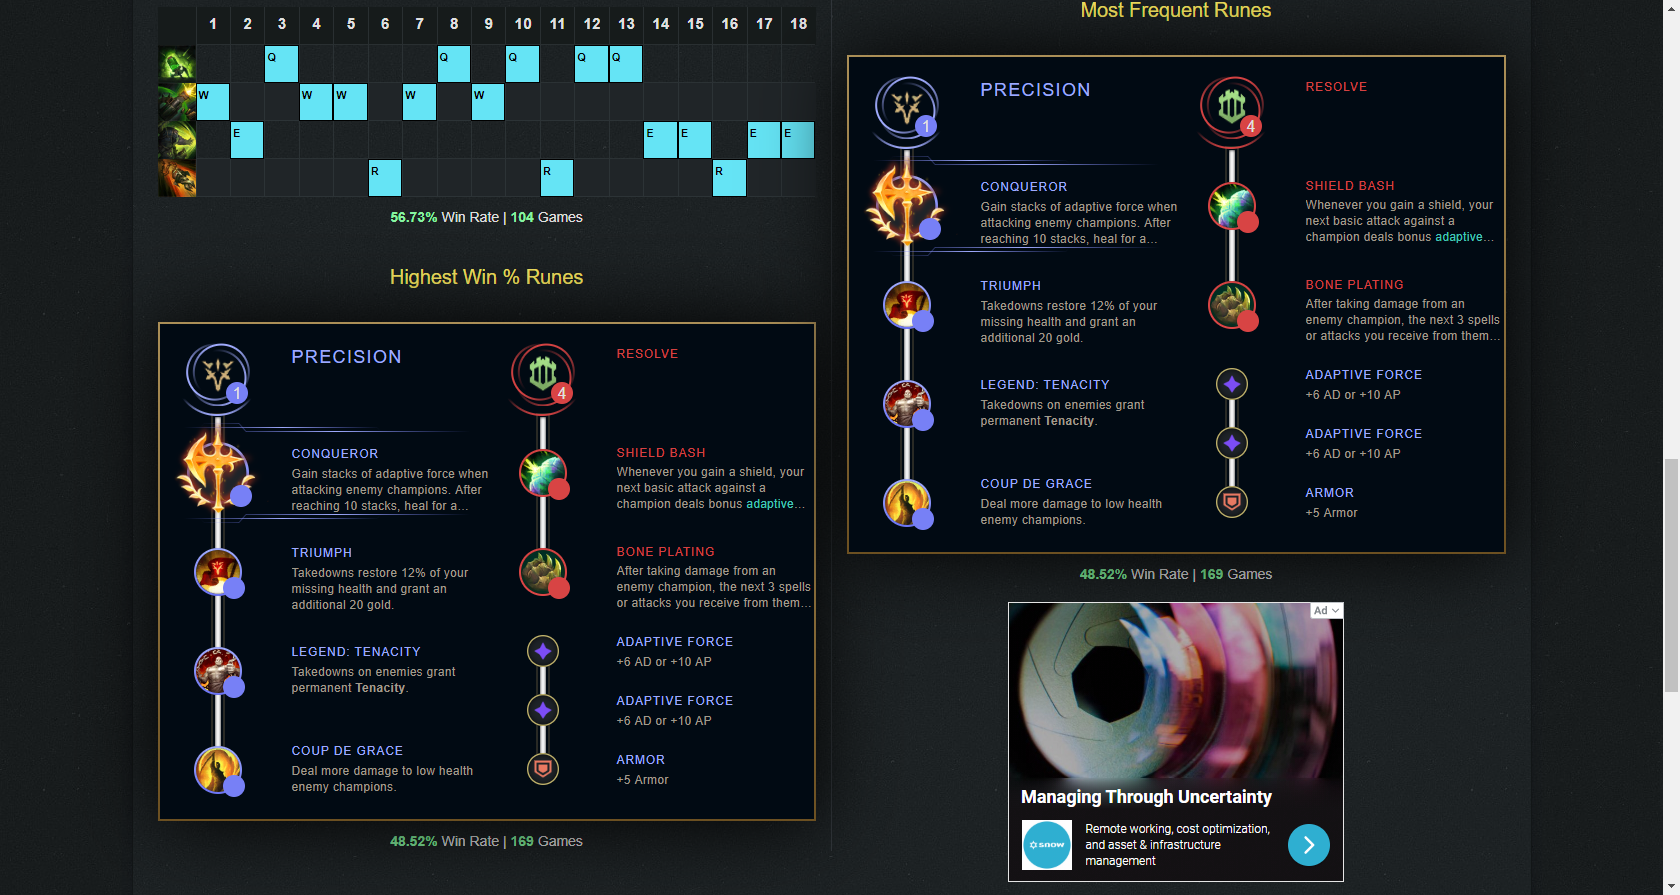 1 2 3 4 5 6 7 8 9 10 11 12 13 14 15 16 17 18
Q Q Q Q Q
W W W W W
E E E E E
R R R
56.73% Win Rate | 104 Games
Highest Win % Runes
PRECISION
1
CONQUEROR
Gain stacks of adaptive force when
attacking enemy champions. After
reaching 10 stacks, heal for a...
TRIUMPH
Takedowns restore 12% of your
missing health and grant an
additional 20 gold.
LEGEND: TENACITY
Takedowns on enemies grant
permanent Tenacity.
COUP DE GRACE
Deal more damage to low health
enemy champions.
RESOLVE
4
SHIELD BASH
Whenever you gain a shield, your
next basic attack against a
champion deals bonus adaptive...
BONE PLATING
After taking damage from an
enemy champion, the next 3 spells
or attacks you receive from them...
ADAPTIVE FORCE
+6 AD or +10 AP
ADAPTIVE FORCE
+6 AD or +10 AP
ARMOR
+5 Armor
48.52% Win Rate | 169 Games
Most Frequent Runes
PRECISION
1
CONQUEROR
Gain stacks of adaptive force when
attacking enemy champions. After
reaching 10 stacks, heal for a...
TRIUMPH
Takedowns restore 12% of your
missing health and grant an
additional 20 gold.
LEGEND: TENACITY
Takedowns on enemies grant
permanent Tenacity.
COUP DE GRACE
Deal more damage to low health
enemy champions.
RESOLVE
4
SHIELD BASH
Whenever you gain a shield, your
next basic attack against a
champion deals bonus adaptive...
BONE PLATING
After taking damage from an
enemy champion, the next 3 spells
or attacks you receive from them...
ADAPTIVE FORCE
+6 AD or +10 AP
ADAPTIVE FORCE
+6 AD or +10 AP
ARMOR
+5 Armor
48.52% Win Rate | 169 Games
Ad
Managing Through Uncertainty
snow
Remote working, cost optimization,
and asset & infrastructure
management